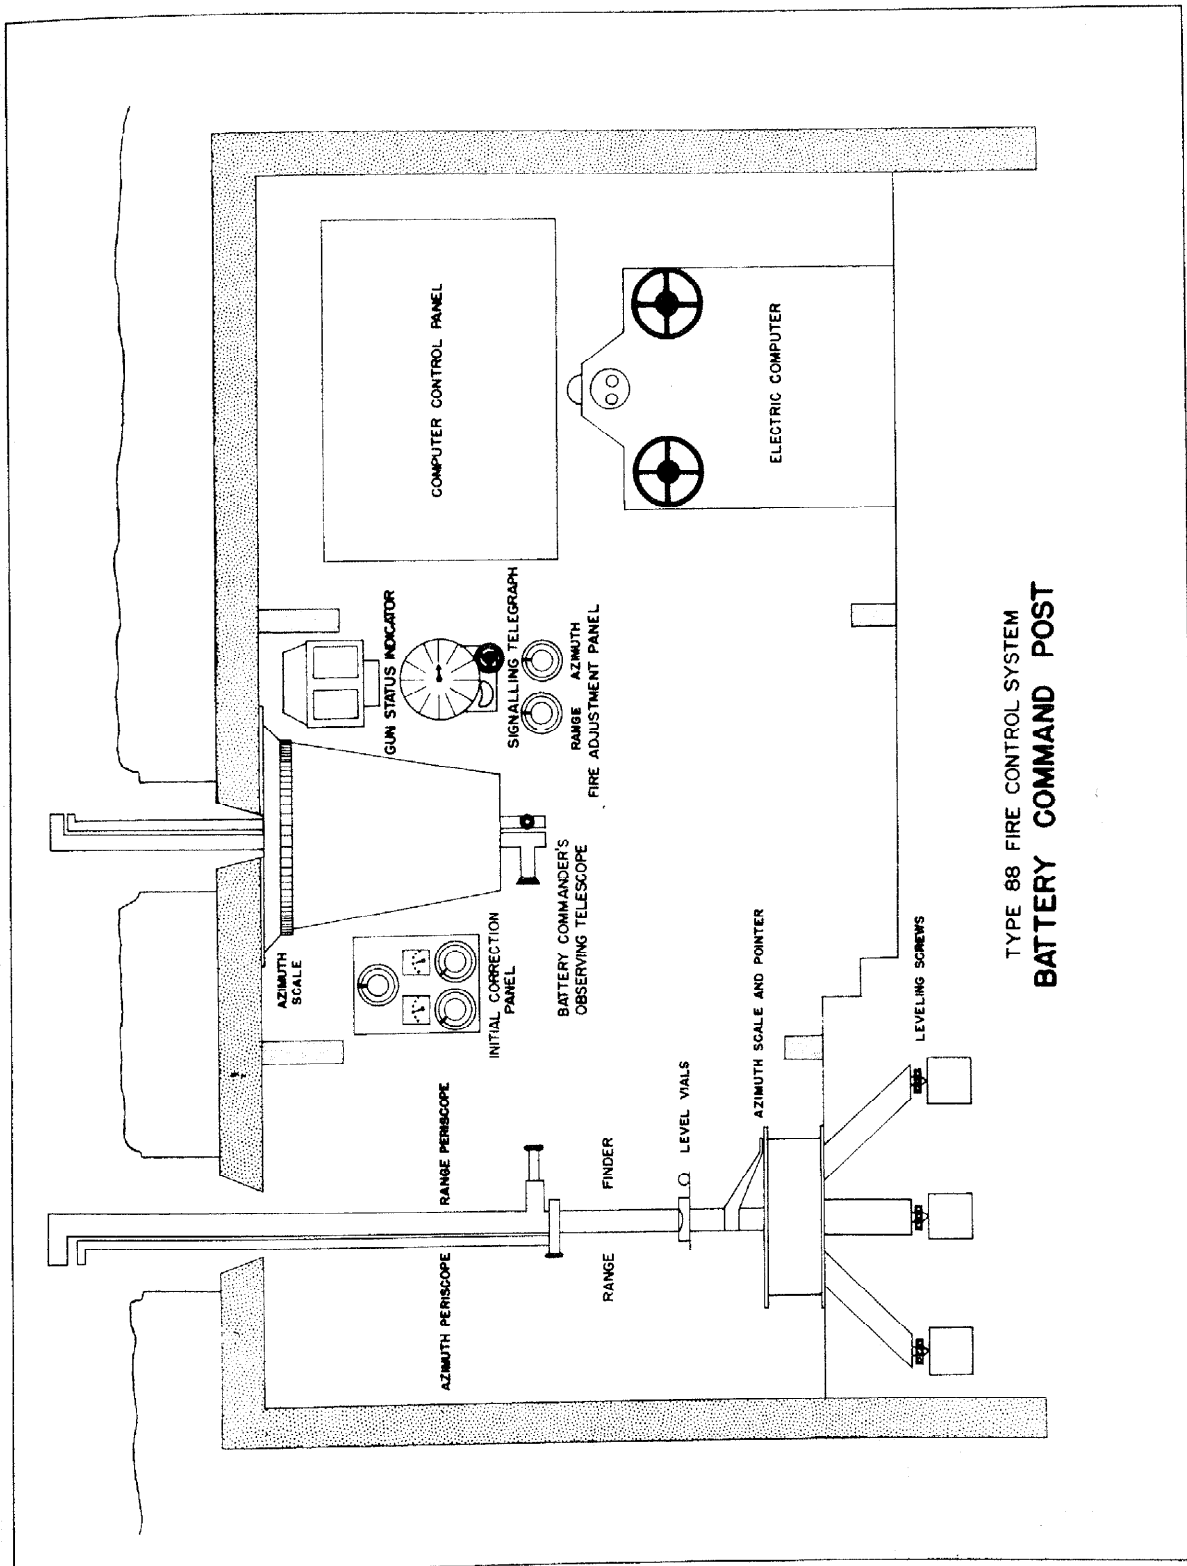 AZIMUTH PERISCOPE
RANGE PERISCOPE
RANGE FINDER
LEVEL VIALS
AZIMUTH SCALE AND POINTER
LEVELING SCREWS
AZIMUTH
SCALE
INITIAL CORRECTION
PANEL
BATTERY COMMANDER'S
OBSERVING TELESCOPE
GUN STATUS INDICATOR
SIGNALLING TELEGRAPH
RANGE AZIMUTH
FIRE ADJUSTMENT PANEL
COMPUTER CONTROL PANEL
ELECTRIC COMPUTER
TYPE 88 FIRE CONTROL SYSTEM
BATTERY COMMAND POST